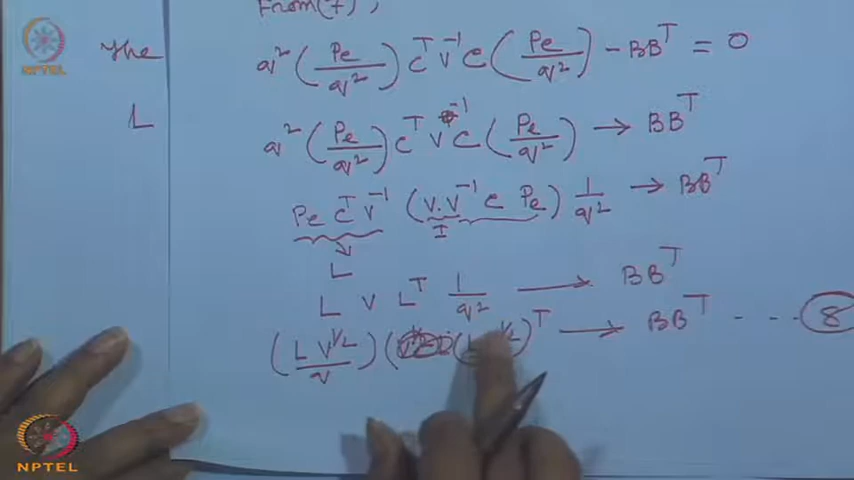 From (7),
The
L
q² (Pe/q²) Cᵀ V⁻¹ C (Pe/q²) - BBᵀ = 0
q² (Pe/q²) Cᵀ V⁻¹ C (Pe/q²) → BBᵀ
Pe Cᵀ V⁻¹ (V.V⁻¹ C Pe) 1/q² → BBᵀ
I
L
L V Lᵀ 1/q² → BBᵀ
(L V^1/2 / q) ( )ᵀ → BBᵀ ---- (8)
NPTEL
NPTEL